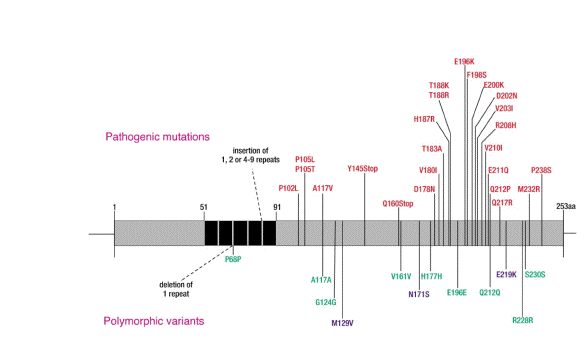 E196K
F198S
T188K
E200K
T188R
D202N
V203I
H187R
R208H
Pathogenic mutations
insertion of
1, 2 or 4-9 repeats
T183A
V210I
P105L
P105T
Y145Stop
V180I
E211Q
P238S
P102L
A117V
D178N
Q212P
M232R
Q160Stop
Q217R
1
51
91
253aa
P68P
deletion of
1 repeat
A117A
V161V
H177H
E219K
S230S
G124G
N171S
E196E
Q212Q
M129V
R228R
Polymorphic variants